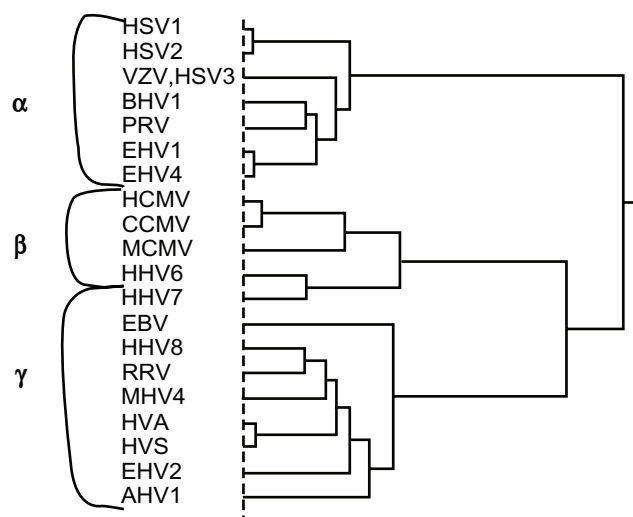 α
HSV1
HSV2
VZV,HSV3
BHV1
PRV
EHV1
EHV4
β
HCMV
CCMV
MCMV
HHV6
HHV7
γ
EBV
HHV8
RRV
MHV4
HVA
HVS
EHV2
AHV1